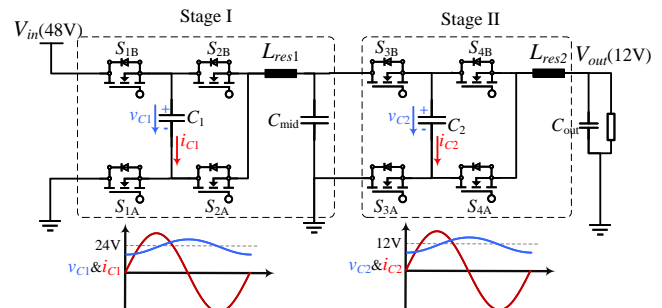 Stage I
Stage II
V_in(48V)
S_1B
S_2B
L_res1
S_3B
S_4B
L_res2
V_out(12V)
v_C1
+
-
C_1
C_mid
v_C2
+
-
C_2
C_out
i_C1
i_C2
S_1A
S_2A
S_3A
S_4A
24V
v_C1&i_C1
12V
v_C2&i_C2